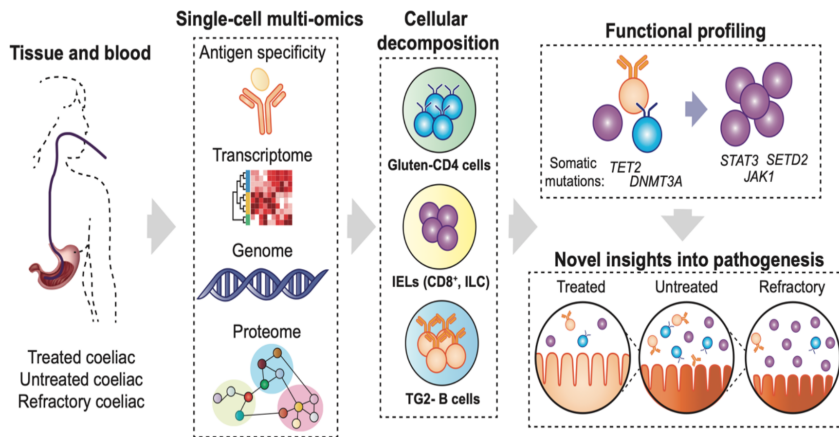 Tissue and blood
Treated coeliac
Untreated coeliac
Refractory coeliac
Single-cell multi-omics
Antigen specificity
Transcriptome
Genome
Proteome
Cellular
decomposition
Gluten-CD4 cells
IELs (CD8⁺, ILC)
TG2- B cells
Functional profiling
Somatic
mutations:
TET2
DNMT3A
STAT3 SETD2
JAK1
Novel insights into pathogenesis
Treated
Untreated
Refractory